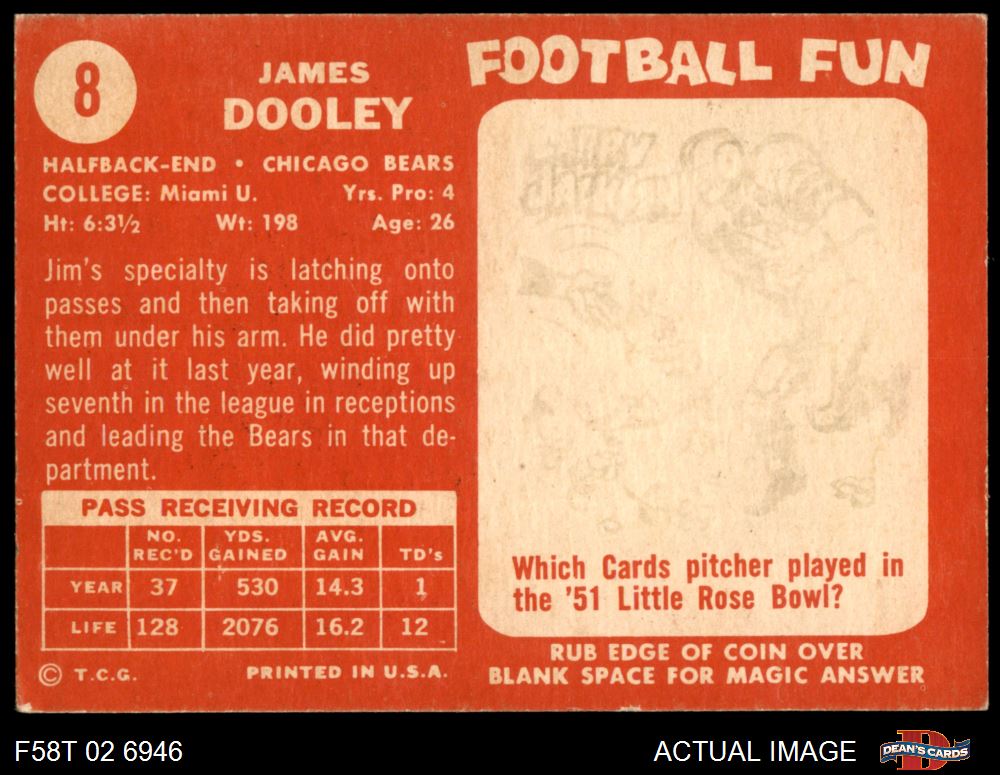 8
JAMES
DOOLEY
HALFBACK-END • CHICAGO BEARS
COLLEGE: Miami U. Yrs. Pro: 4
Ht: 6:3½ Wt: 198 Age: 26
Jim's specialty is latching onto
passes and then taking off with
them under his arm. He did pretty
well at it last year, winding up
seventh in the league in receptions
and leading the Bears in that de-
partment.
PASS RECEIVING RECORD
NO. REC'D YDS. GAINED AVG. GAIN TD's
YEAR 37 530 14.3 1
LIFE 128 2076 16.2 12
© T.C.G. PRINTED IN U.S.A.
FOOTBALL FUN
LARRY
JACKSON
Which Cards pitcher played in
the '51 Little Rose Bowl?
RUB EDGE OF COIN OVER
BLANK SPACE FOR MAGIC ANSWER
F58T 02 6946
ACTUAL IMAGE
D
DEAN'S CARDS